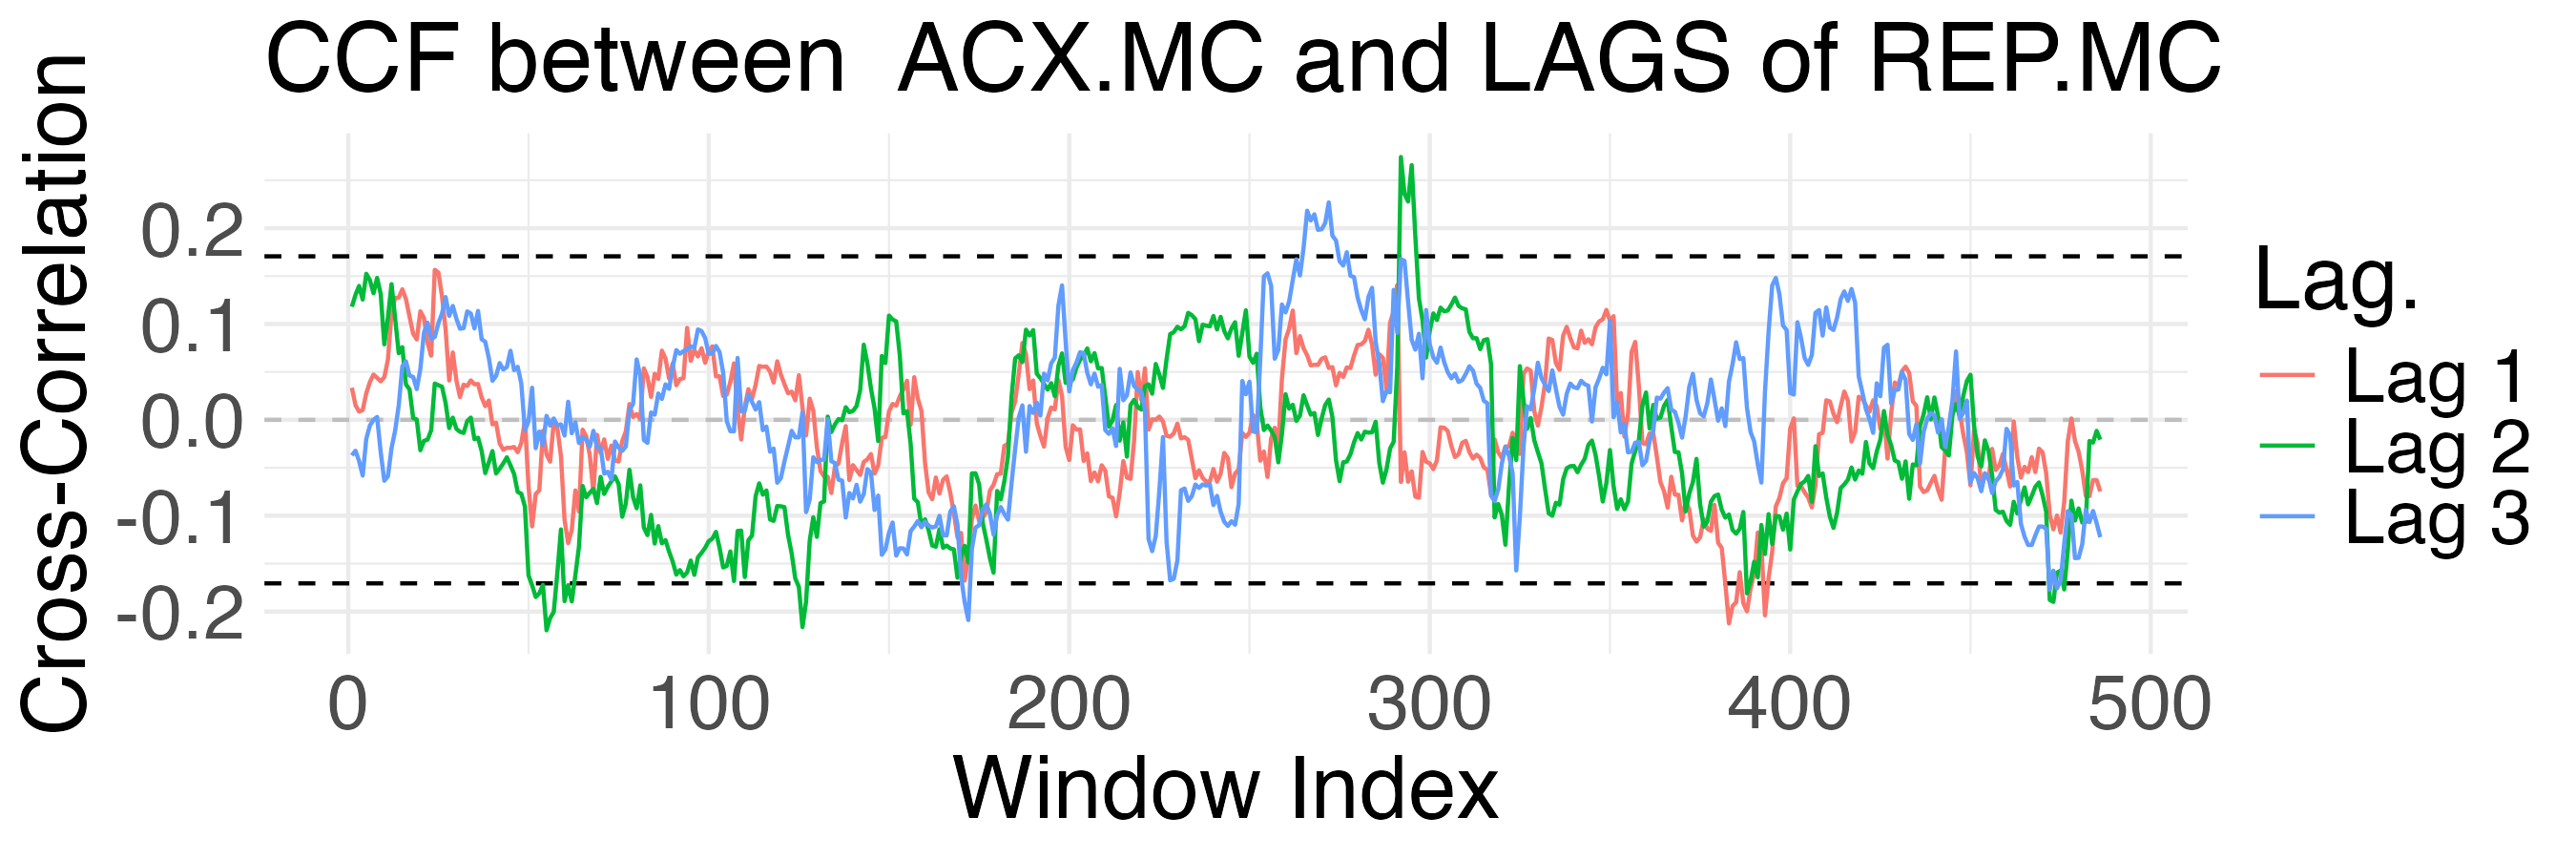 CCF between  ACX.MC and LAGS of REP.MC
Cross-Correlation
0.2
0.1
0.0
-0.1
-0.2
0 100 200 300 400 500
Window Index
Lag.
Lag 1
Lag 2
Lag 3